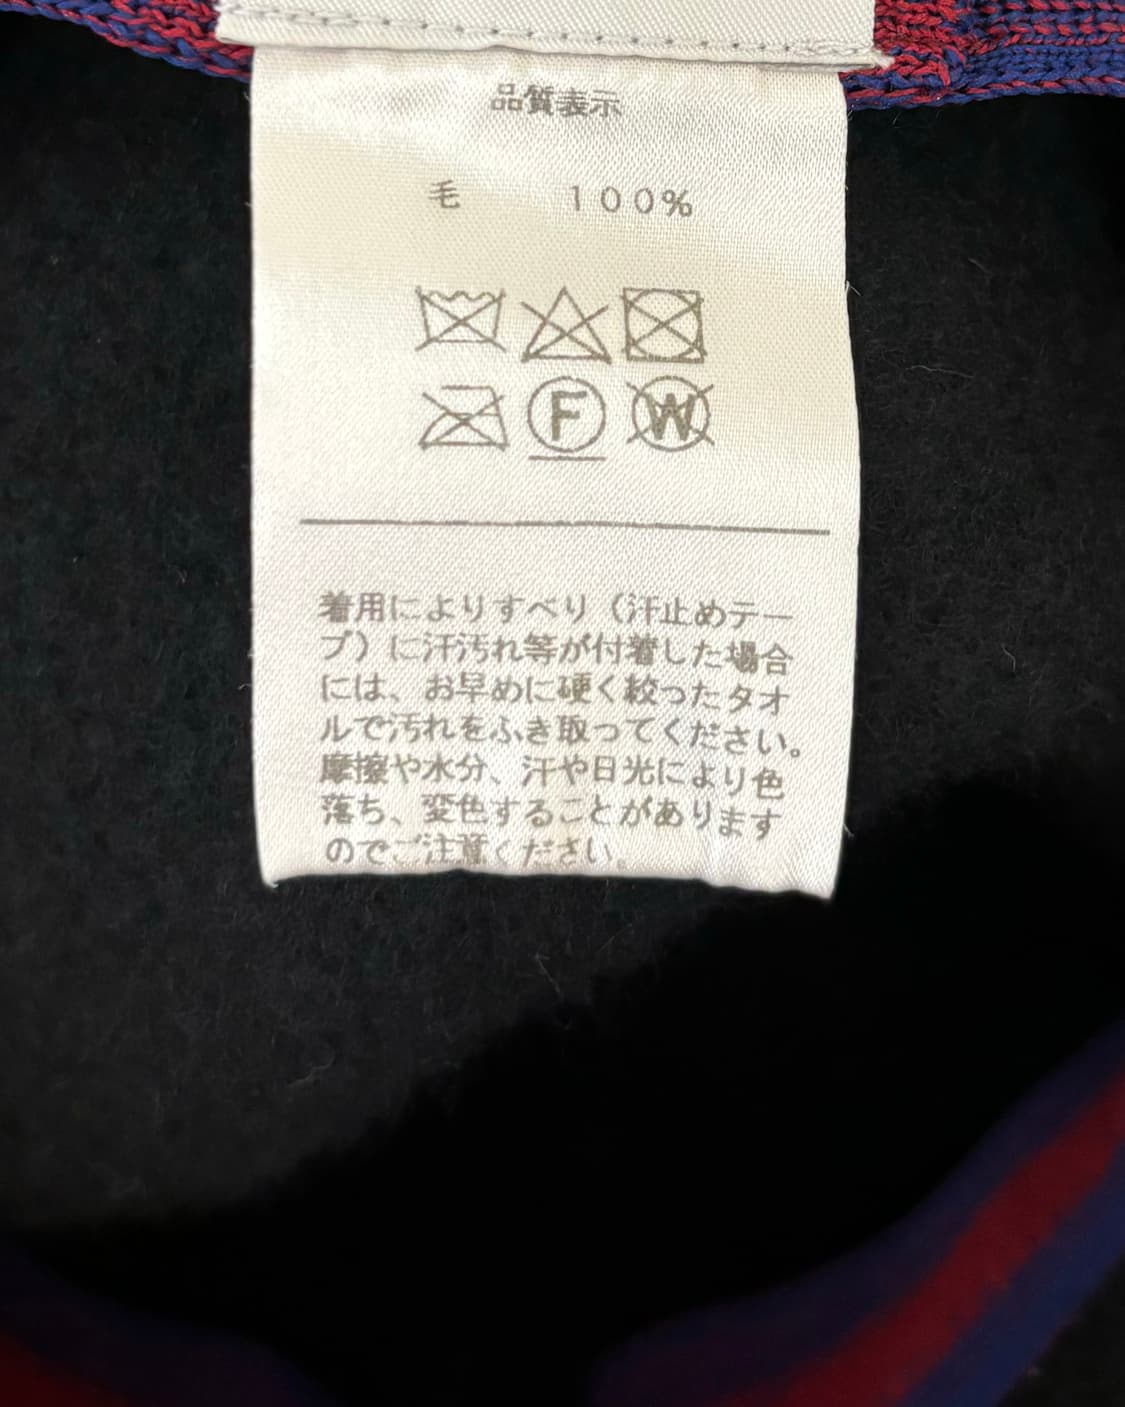 品質表示
毛 100%
F W
着用によりすべり（汗止めテー
プ）に汗汚れ等が付着した場合
には、お早めに硬く絞ったタオ
ルで汚れをふき取ってください。
摩擦や水分、汗や日光により色
落ち、変色することがあります
のでご注意ください。